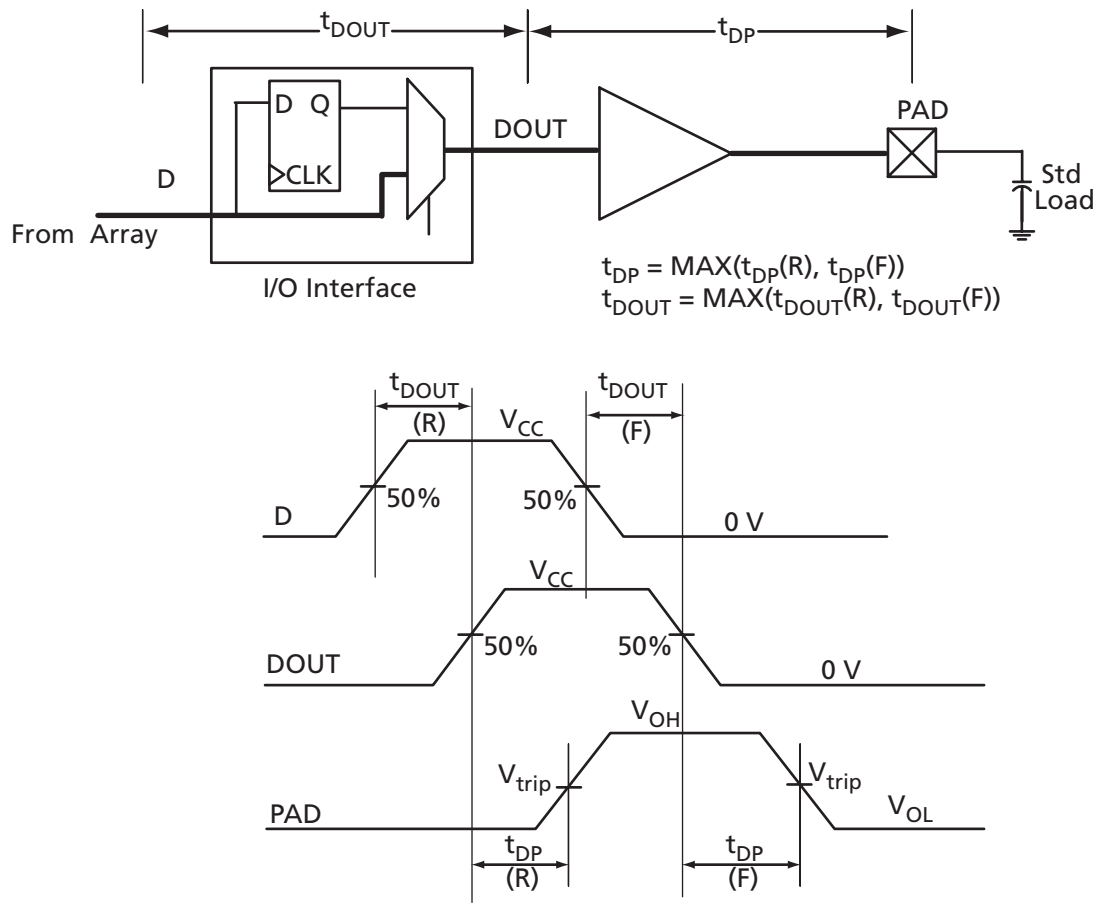 tDOUT
tDP
D Q
CLK
D
From Array
I/O Interface
DOUT
PAD
Std
Load
tDP = MAX(tDP(R), tDP(F))
tDOUT = MAX(tDOUT(R), tDOUT(F))
tDOUT
(R)
tDOUT
(F)
VCC
50%
50%
D
0 V
VCC
50%
50%
DOUT
0 V
VOH
Vtrip
Vtrip
PAD
VOL
tDP
(R)
tDP
(F)